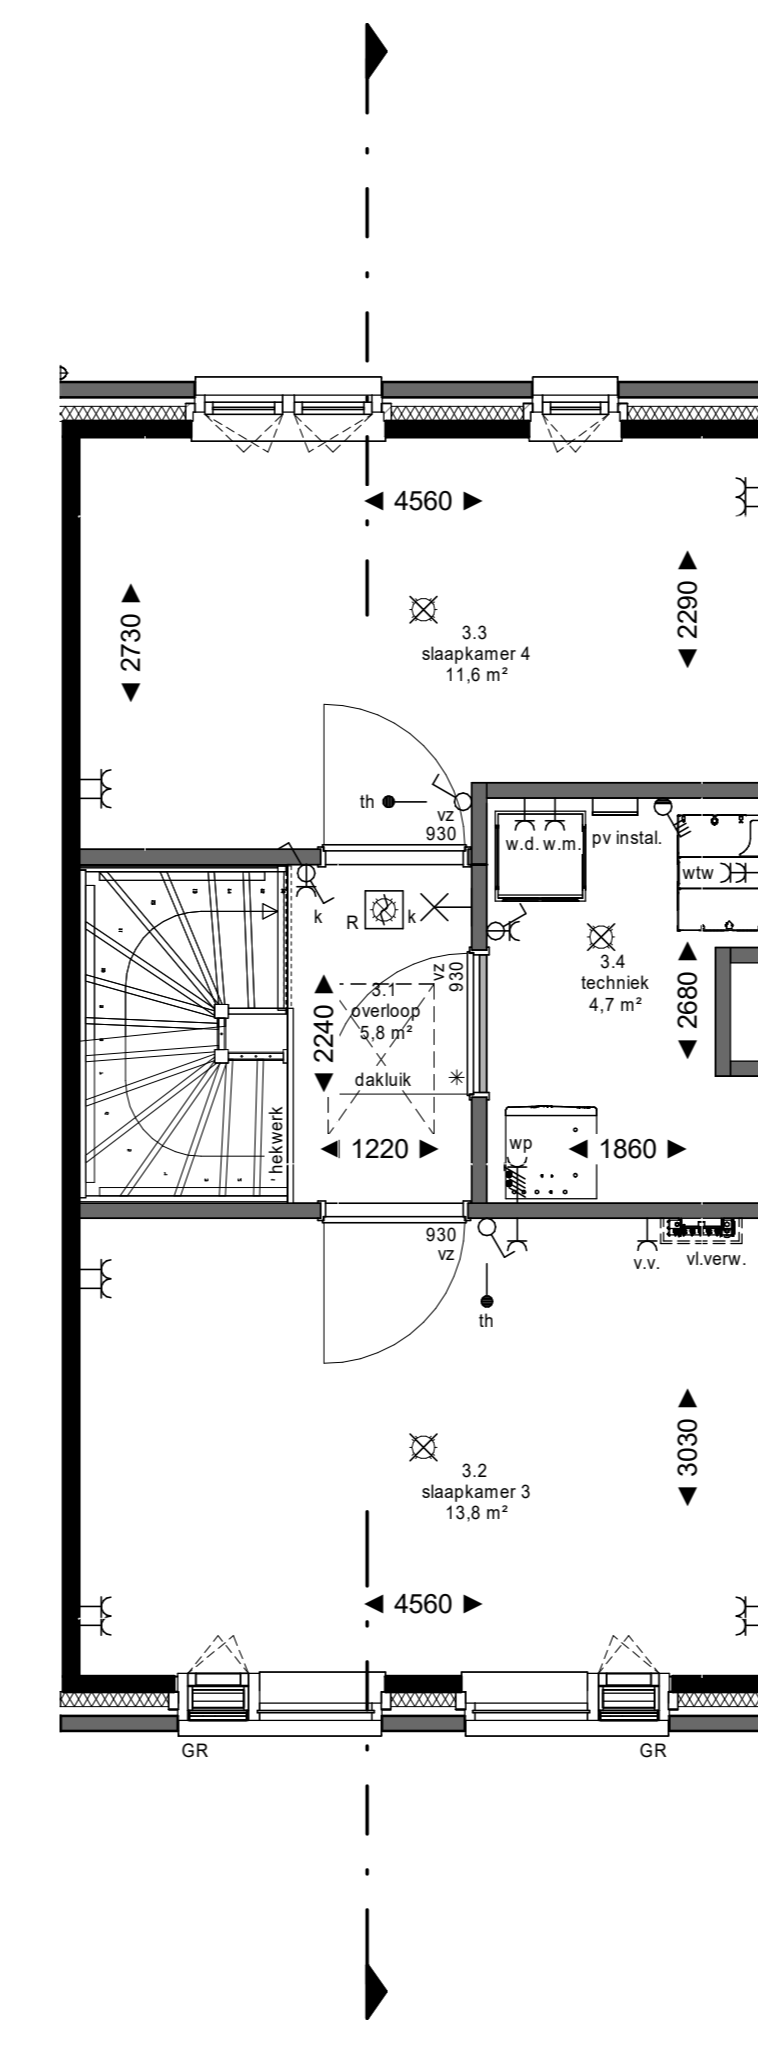 4560
2730
2290
3.3
slaapkamer 4
11,6 m²
th
vz
930
w.d. w.m.
pv instal.
wtw
k
R
k
vz
930
3.4
techniek
4,7 m²
2680
3.1
overloop
5,8 m²
2240
dakluik
hekwerk
1220
wp
1860
930
vz
v.v.
vl.verw.
th
3030
3.2
slaapkamer 3
13,8 m²
4560
GR
GR